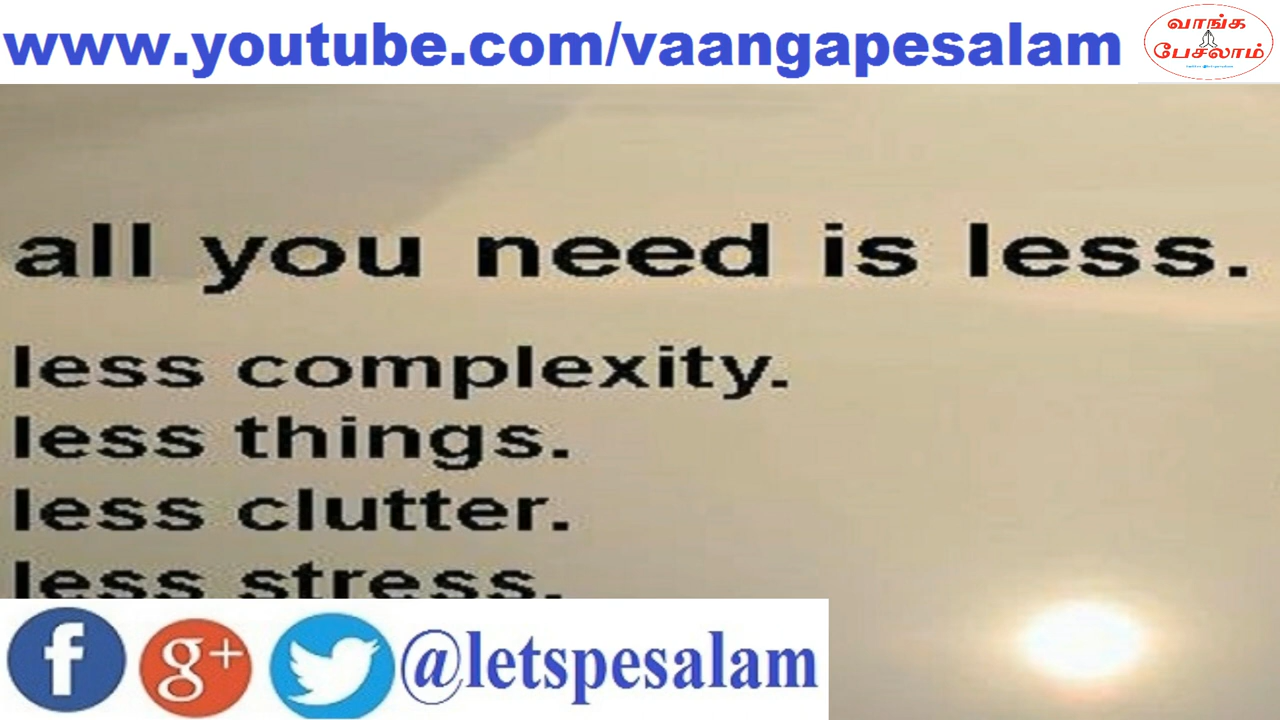 www.youtube.com/vaangapesalam
வாங்க
பேசலாம்
all you need is less.
less complexity.
less things.
less clutter.
less stress.
f g+ @letspesalam